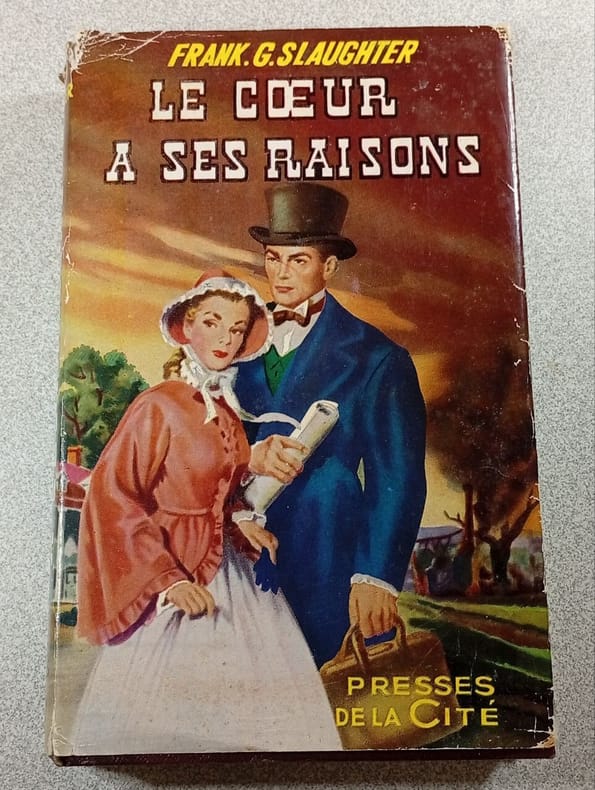 FRANK. G. SLAUGHTER
LE CŒUR
A SES RAISONS
PRESSES
DE LA CITÉ